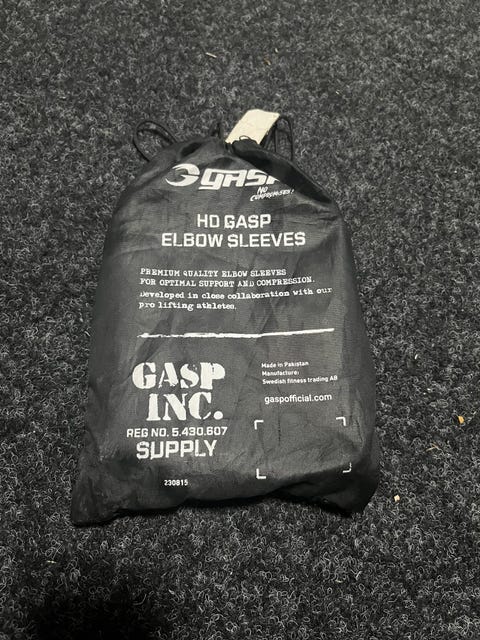 GASP
NO
COMPROMISES!
HD GASP
ELBOW SLEEVES
PREMIUM QUALITY ELBOW SLEEVES
FOR OPTIMAL SUPPORT AND COMPRESSION.
Developed in close collaboration with our
pro lifting athletes.
GASP
INC.
REG NO. 5.430.607
SUPPLY
230815
Made in Pakistan
Manufacture:
Swedish fitness trading AB
gaspofficial.com